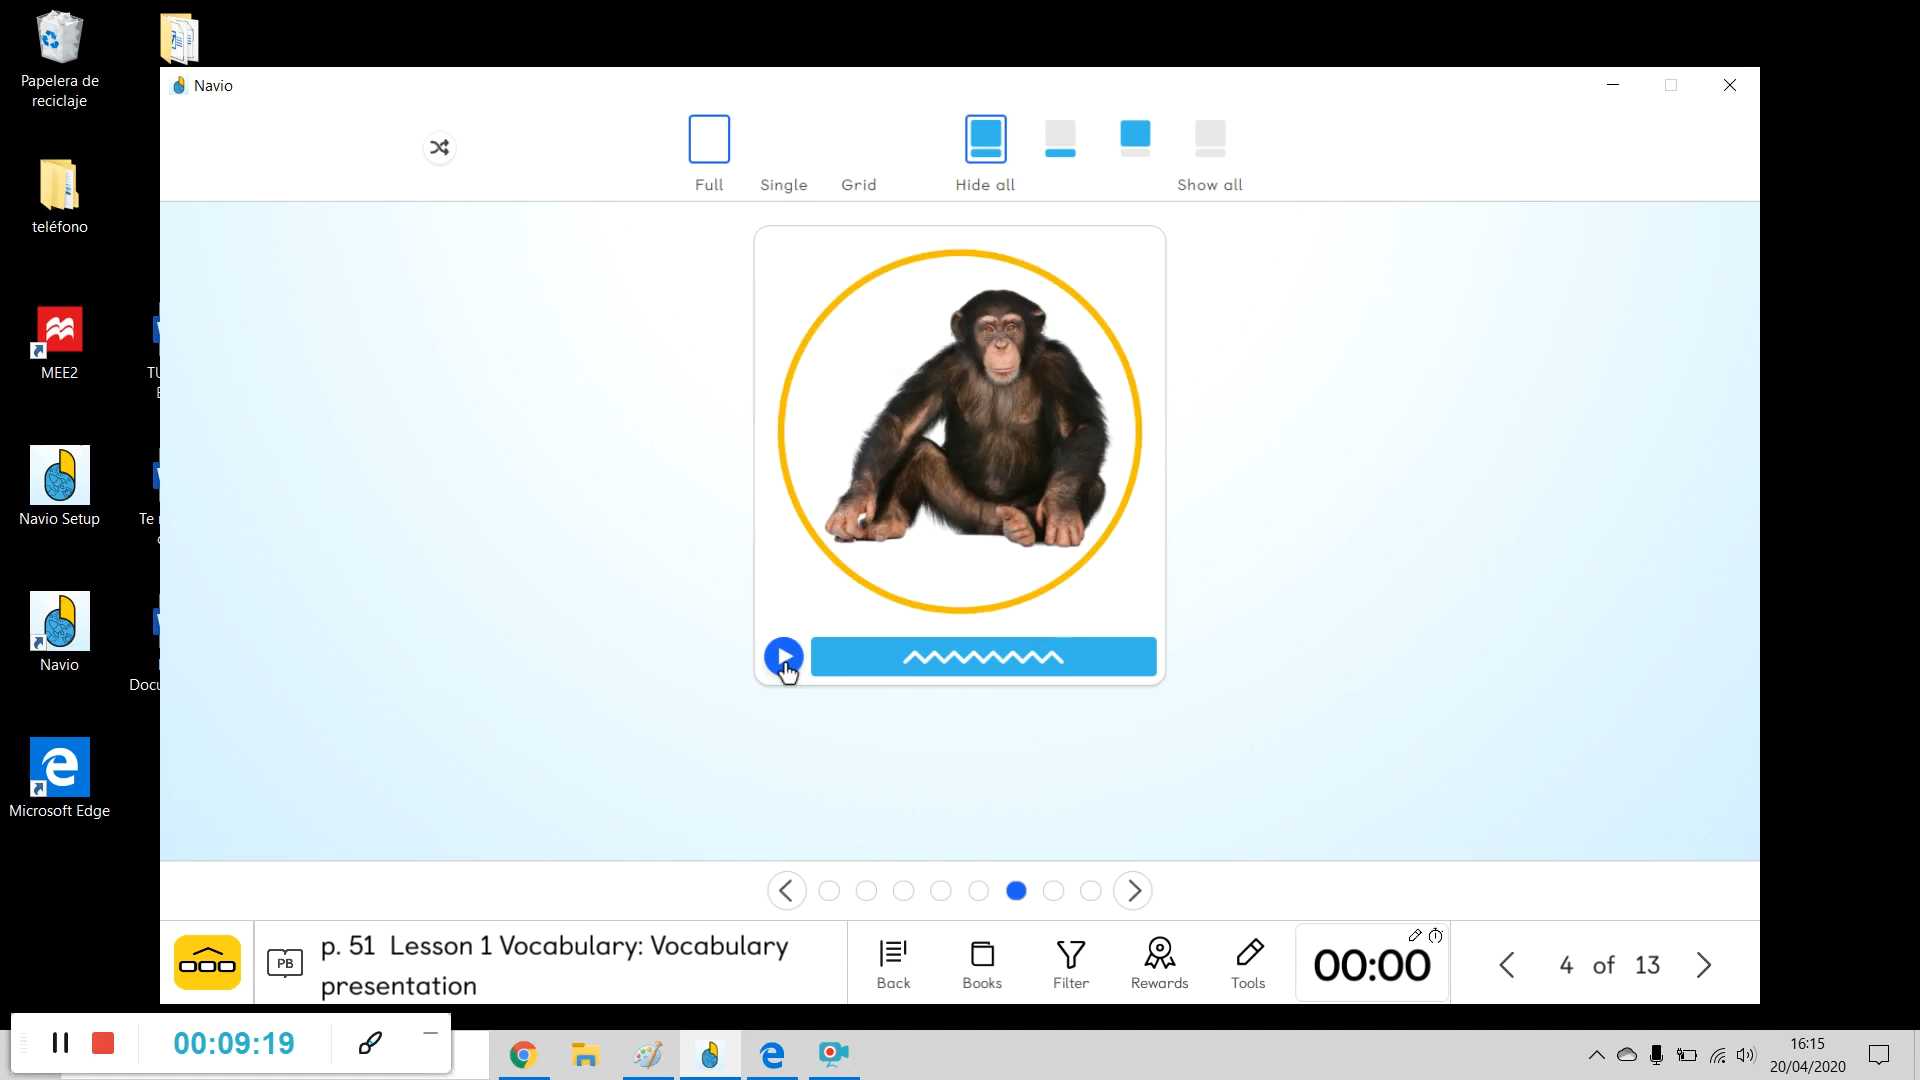 Papelera de
reciclaje
teléfono
MEE2
Navio Setup
Navio
Microsoft Edge
Te
Navio
Full
Single
Grid
Hide all
Show all
p. 51 Lesson 1 Vocabulary: Vocabulary
presentation
PB
Back
Books
Filter
Rewards
Tools
00:00
4 of 13
00:09:19
16:15
20/04/2020